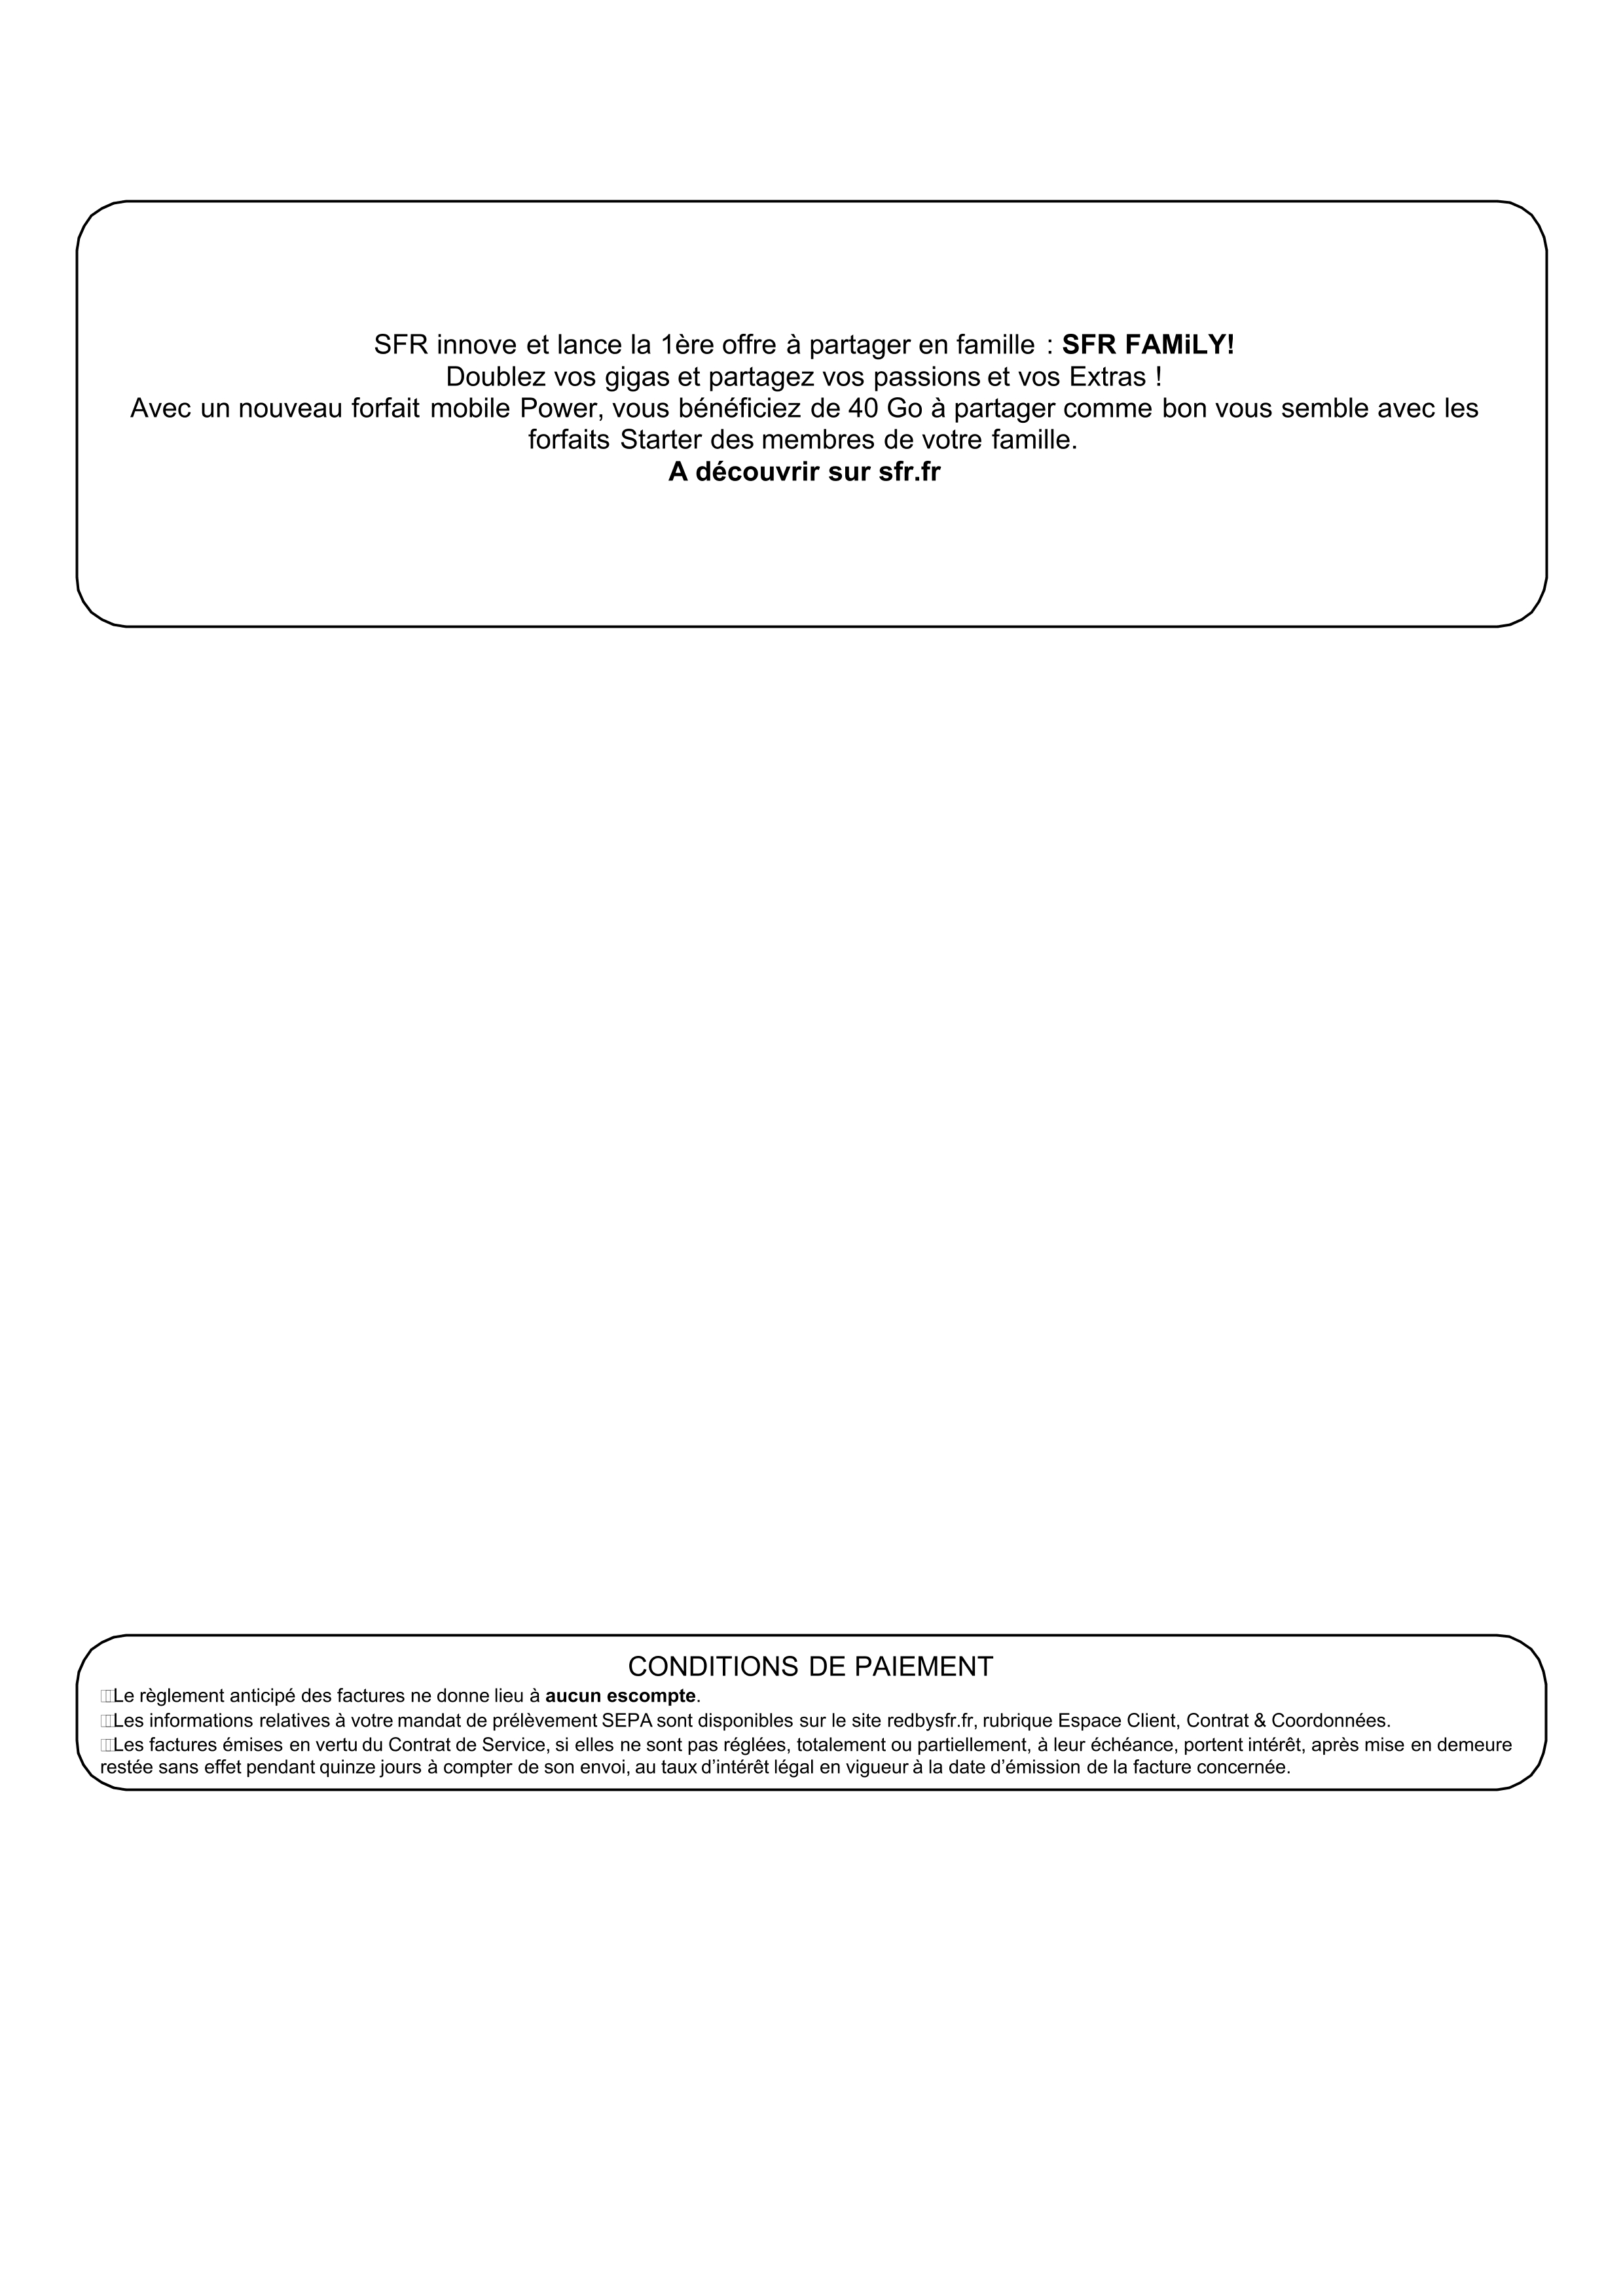 SFR innove et lance la 1ère offre à partager en famille : SFR FAMiLY!
Doublez vos gigas et partagez vos passions et vos Extras !
Avec un nouveau forfait mobile Power, vous bénéficiez de 40 Go à partager comme bon vous semble avec les
forfaits Starter des membres de votre famille.
A découvrir sur sfr.fr
CONDITIONS DE PAIEMENT
Le règlement anticipé des factures ne donne lieu à aucun escompte.
Les informations relatives à votre mandat de prélèvement SEPA sont disponibles sur le site redbysfr.fr, rubrique Espace Client, Contrat & Coordonnées.
Les factures émises en vertu du Contrat de Service, si elles ne sont pas réglées, totalement ou partiellement, à leur échéance, portent intérêt, après mise en demeure
restée sans effet pendant quinze jours à compter de son envoi, au taux d’intérêt légal en vigueur à la date d’émission de la facture concernée.